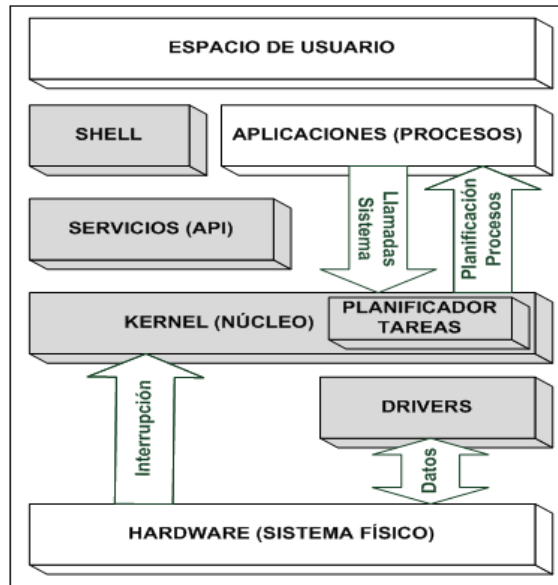 ESPACIO DE USUARIO
SHELL
APLICACIONES (PROCESOS)
Llamadas
Sistema
Planificación
Procesos
SERVICIOS (API)
KERNEL (NÚCLEO)
PLANIFICADOR
TAREAS
Interrupción
DRIVERS
Datos
HARDWARE (SISTEMA FÍSICO)